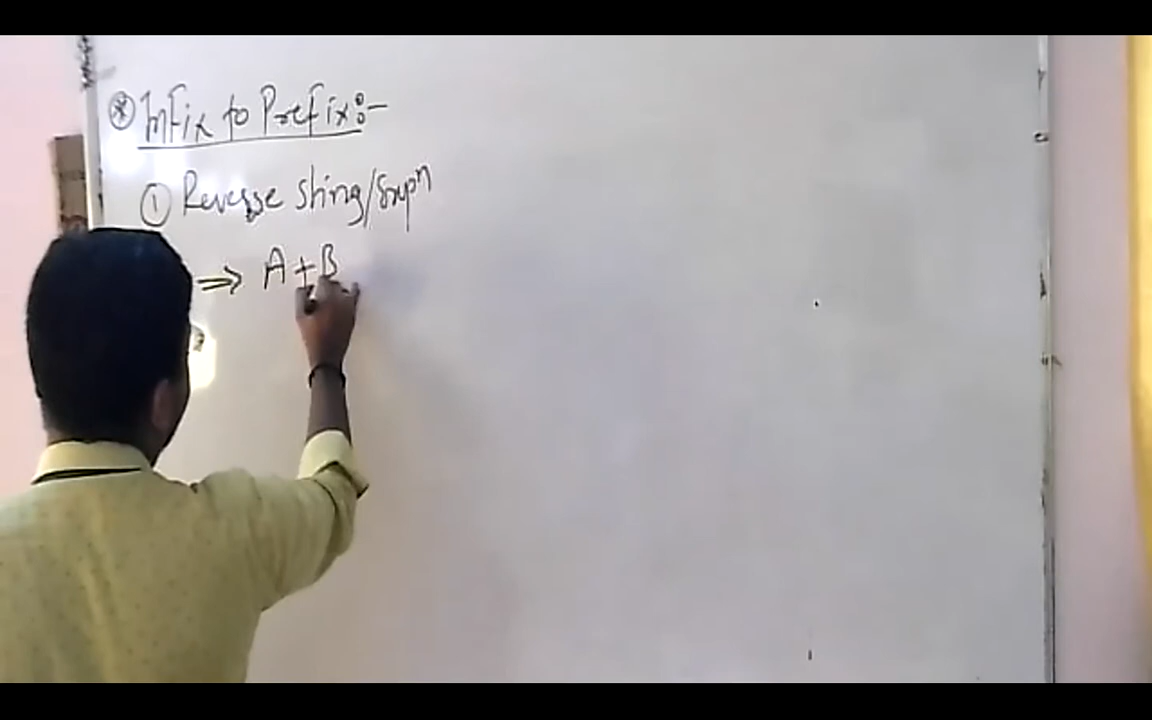 * Infix to Prefix:-
① Reverse string/Expn
⇒ A+B